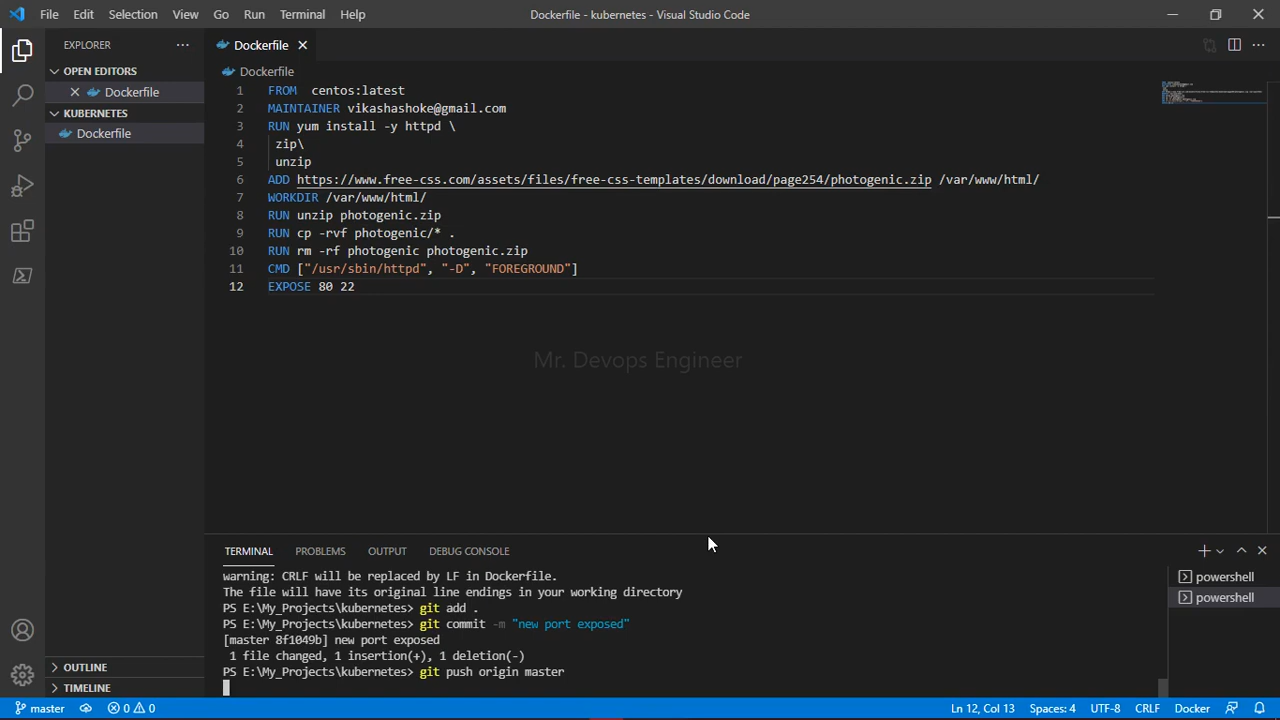 File Edit Selection View Go Run Terminal Help
Dockerfile - kubernetes - Visual Studio Code
EXPLORER
OPEN EDITORS
Dockerfile
KUBERNETES
Dockerfile
OUTLINE
TIMELINE
Dockerfile
Dockerfile
1 FROM  centos:latest
2 MAINTAINER vikashashoke@gmail.com
3 RUN yum install -y httpd \
4  zip\
5  unzip
6 ADD https://www.free-css.com/assets/files/free-css-templates/download/page254/photogenic.zip /var/www/html/
7 WORKDIR /var/www/html/
8 RUN unzip photogenic.zip
9 RUN cp -rvf photogenic/* .
10 RUN rm -rf photogenic photogenic.zip
11 CMD ["/usr/sbin/httpd", "-D", "FOREGROUND"]
12 EXPOSE 80 22
Mr. Devops Engineer
TERMINAL PROBLEMS OUTPUT DEBUG CONSOLE
warning: CRLF will be replaced by LF in Dockerfile.
The file will have its original line endings in your working directory
PS E:\My_Projects\kubernetes> git add .
PS E:\My_Projects\kubernetes> git commit -m "new port exposed"
[master 8f1049b] new port exposed
 1 file changed, 1 insertion(+), 1 deletion(-)
PS E:\My_Projects\kubernetes> git push origin master
powershell
powershell
master 0 0 Ln 12, Col 13 Spaces: 4 UTF-8 CRLF Docker